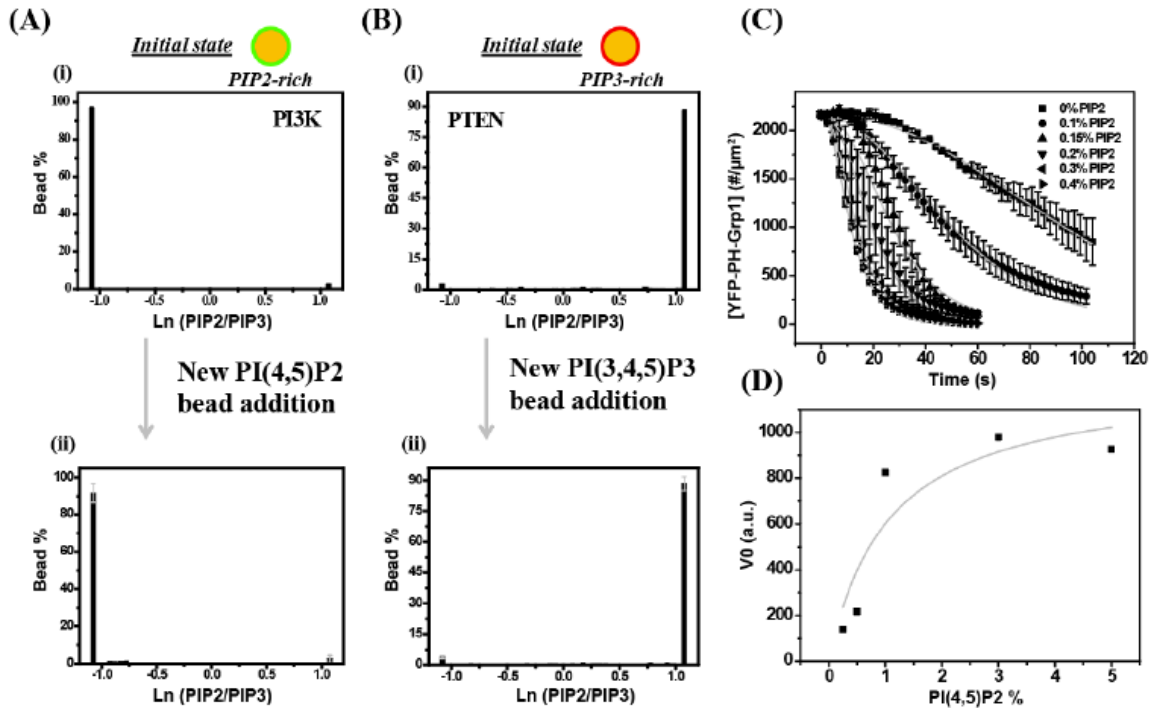 (A)
Initial state
PIP2-rich
(i)
PI3K
100
80
60
40
20
0
Bead %
-1.0 -0.5 0.0 0.5 1.0
Ln (PIP2/PIP3)
New PI(4,5)P2
bead addition
(ii)
100
80
60
40
20
0
Bead %
-1.0 -0.5 0.0 0.5 1.0
Ln (PIP2/PIP3)
(B)
Initial state
PIP3-rich
(i)
PTEN
90
75
60
45
30
15
0
Bead %
-1.0 -0.5 0.0 0.5 1.0
Ln (PIP2/PIP3)
New PI(3,4,5)P3
bead addition
(ii)
90
75
60
45
30
15
0
Bead %
-1.0 -0.5 0.0 0.5 1.0
Ln (PIP2/PIP3)
(C)
0% PIP2
0.1% PIP2
0.15% PIP2
0.2% PIP2
0.3% PIP2
0.4% PIP2
2000
1500
1000
500
0
[YFP-PH-Grp1] (#/μm²)
0 20 40 60 80 100 120
Time (s)
(D)
1000
800
600
400
200
0
V0 (a.u.)
0 1 2 3 4 5
PI(4,5)P2 %